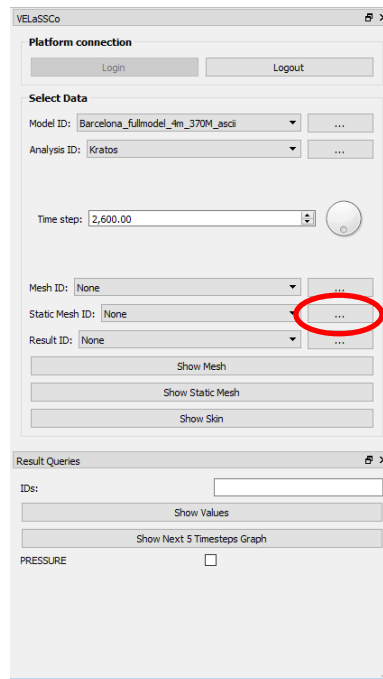 VELaSSCo
Platform connection
Login Logout
Select Data
Model ID: Barcelona_fullmodel_4m_370M_ascii ...
Analysis ID: Kratos ...
Time step: 2,600.00
Mesh ID: None ...
Static Mesh ID: None ...
Result ID: None ...
Show Mesh
Show Static Mesh
Show Skin
Result Queries
IDs:
Show Values
Show Next 5 Timesteps Graph
PRESSURE